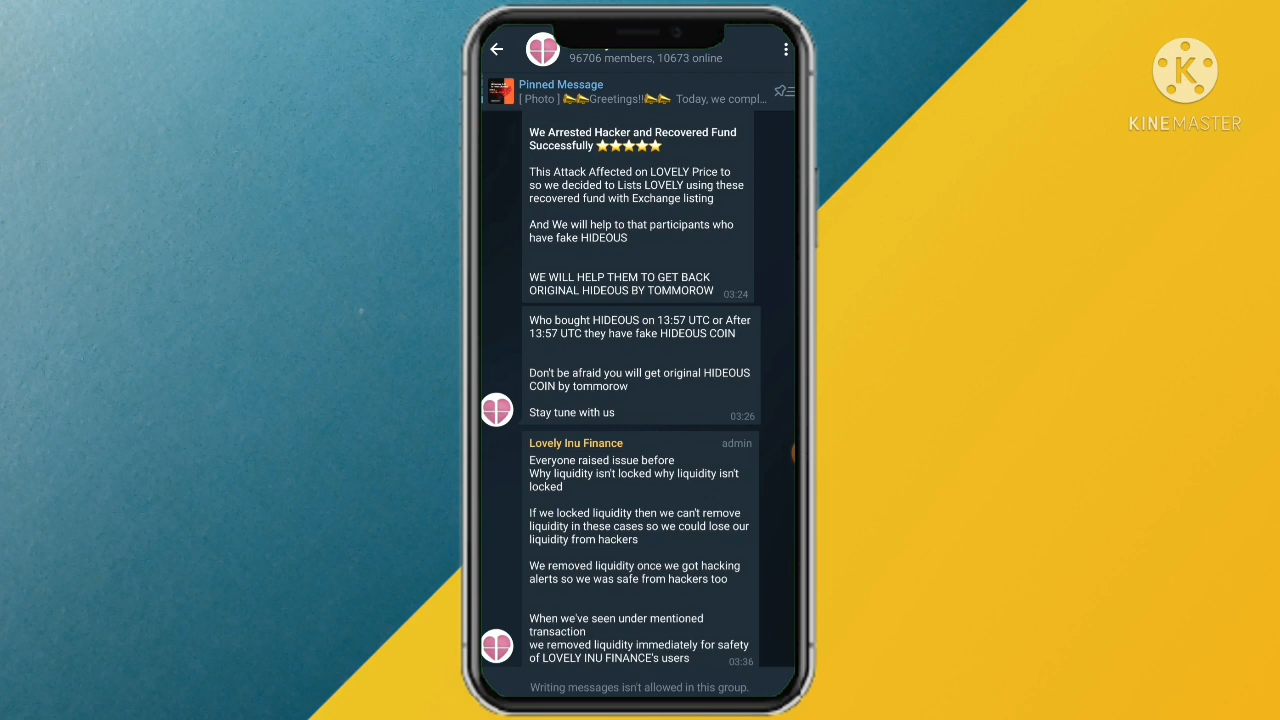 96706 members, 10673 online
Pinned Message
[ Photo ] Greetings!! Today, we compl...
We Arrested Hacker and Recovered Fund
Successfully ⭐⭐⭐⭐⭐
This Attack Affected on LOVELY Price to
so we decided to Lists LOVELY using these
recovered fund with Exchange listing
And We will help to that participants who
have fake HIDEOUS
WE WILL HELP THEM TO GET BACK
ORIGINAL HIDEOUS BY TOMMOROW 03:24
Who bought HIDEOUS on 13:57 UTC or After
13:57 UTC they have fake HIDEOUS COIN
Don't be afraid you will get original HIDEOUS
COIN by tommorow
Stay tune with us 03:26
Lovely Inu Finance admin
Everyone raised issue before
Why liquidity isn't locked why liquidity isn't
locked
If we locked liquidity then we can't remove
liquidity in these cases so we could lose our
liquidity from hackers
We removed liquidity once we got hacking
alerts so we was safe from hackers too
When we've seen under mentioned
transaction
we removed liquidity immediately for safety
of LOVELY INU FINANCE's users 03:36
Writing messages isn't allowed in this group.
K
KINEMASTER